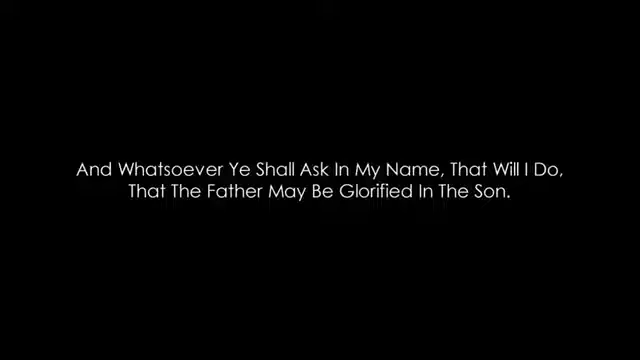 And Whatsoever Ye Shall Ask In My Name, That Will I Do,
That The Father May Be Glorified In The Son.